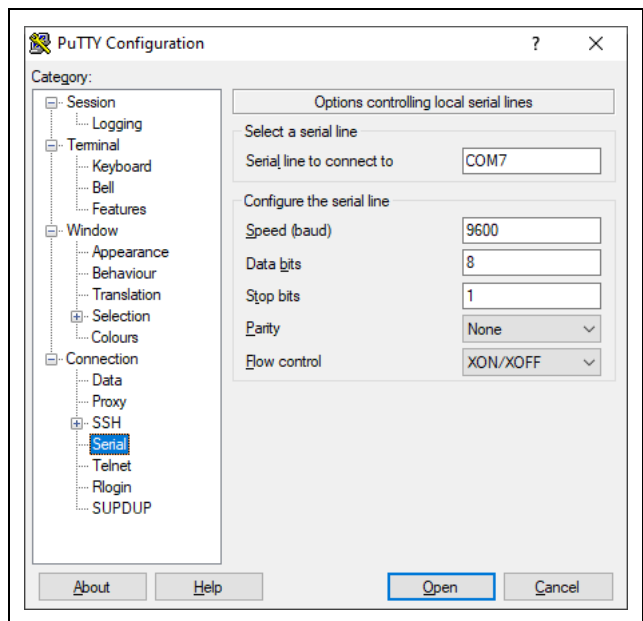 PuTTY Configuration
?
Category:
Session
Logging
Terminal
Keyboard
Bell
Features
Window
Appearance
Behaviour
Translation
Selection
Colours
Connection
Data
Proxy
SSH
Serial
Telnet
Rlogin
SUPDUP
Options controlling local serial lines
Select a serial line
Serial line to connect to COM7
Configure the serial line
Speed (baud) 9600
Data bits 8
Stop bits 1
Parity None
Flow control XON/XOFF
About Help Open Cancel